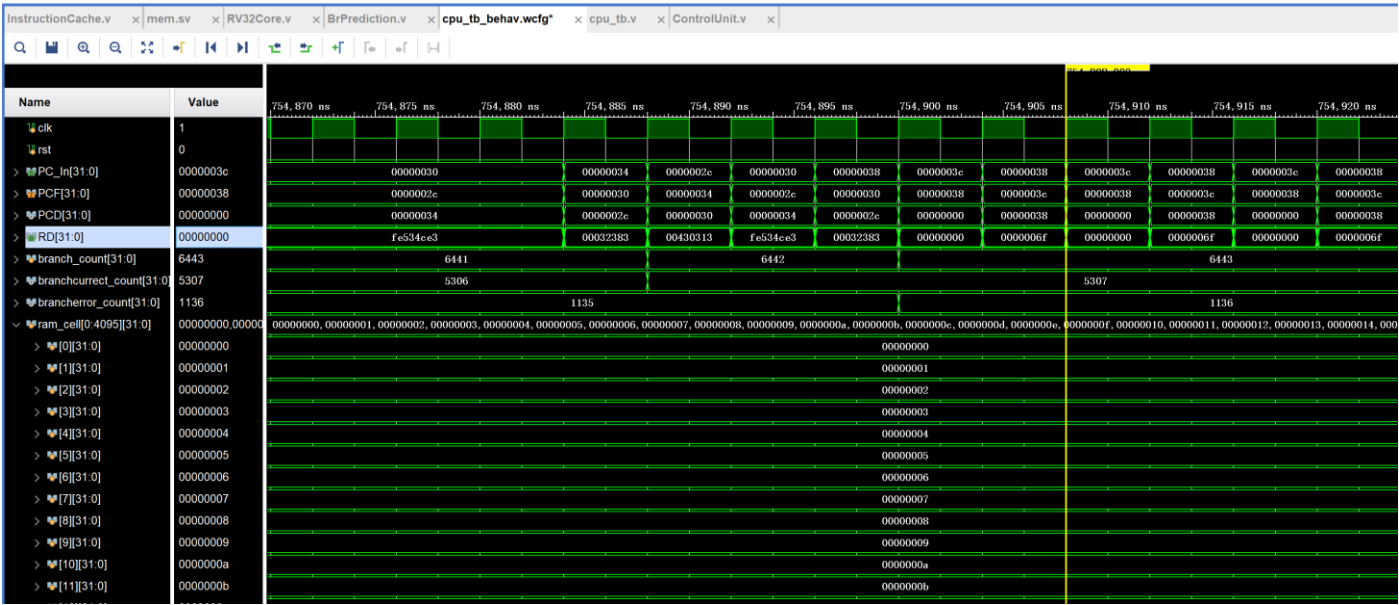 InstructionCache.v × mem.sv × RV32Core.v × BrPrediction.v × cpu_tb_behav.wcfg* × cpu_tb.v × ControlUnit.v ×
Name Value 754,870 ns 754,875 ns 754,880 ns 754,885 ns 754,890 ns 754,895 ns 754,900 ns 754,905 ns 754,910 ns 754,915 ns 754,920 ns
clk 1
rst 0
PC_In[31:0] 0000003c 00000030 00000034 0000002c 00000030 00000038 0000003c 00000038 0000003c 00000038 0000003c 00000038
PCF[31:0] 00000038 0000002c 00000030 00000034 0000002c 00000030 00000038 0000003c 00000038 0000003c 00000038 0000003c
PCD[31:0] 00000000 00000034 0000002c 00000030 00000034 0000002c 00000000 00000038 00000000 00000038 00000000 00000038
RD[31:0] 00000000 fe534ce3 00032383 00430313 fe534ce3 00032383 00000000 0000006f 00000000 0000006f 00000000 0000006f
branch_count[31:0] 6443 6441 6442 6443
branchcurrect_count[31:0] 5307 5306 5307
brancherror_count[31:0] 1136 1135 1136
ram_cell[0:4095][31:0] 00000000,00000 00000000, 00000001, 00000002, 00000003, 00000004, 00000005, 00000006, 00000007, 00000008, 00000009, 0000000a, 0000000b, 0000000c, 0000000d, 0000000e, 0000000f, 00000010, 00000011, 00000012, 00000013, 00000014, 000
[0][31:0] 00000000 00000000
[1][31:0] 00000001 00000001
[2][31:0] 00000002 00000002
[3][31:0] 00000003 00000003
[4][31:0] 00000004 00000004
[5][31:0] 00000005 00000005
[6][31:0] 00000006 00000006
[7][31:0] 00000007 00000007
[8][31:0] 00000008 00000008
[9][31:0] 00000009 00000009
[10][31:0] 0000000a 0000000a
[11][31:0] 0000000b 0000000b